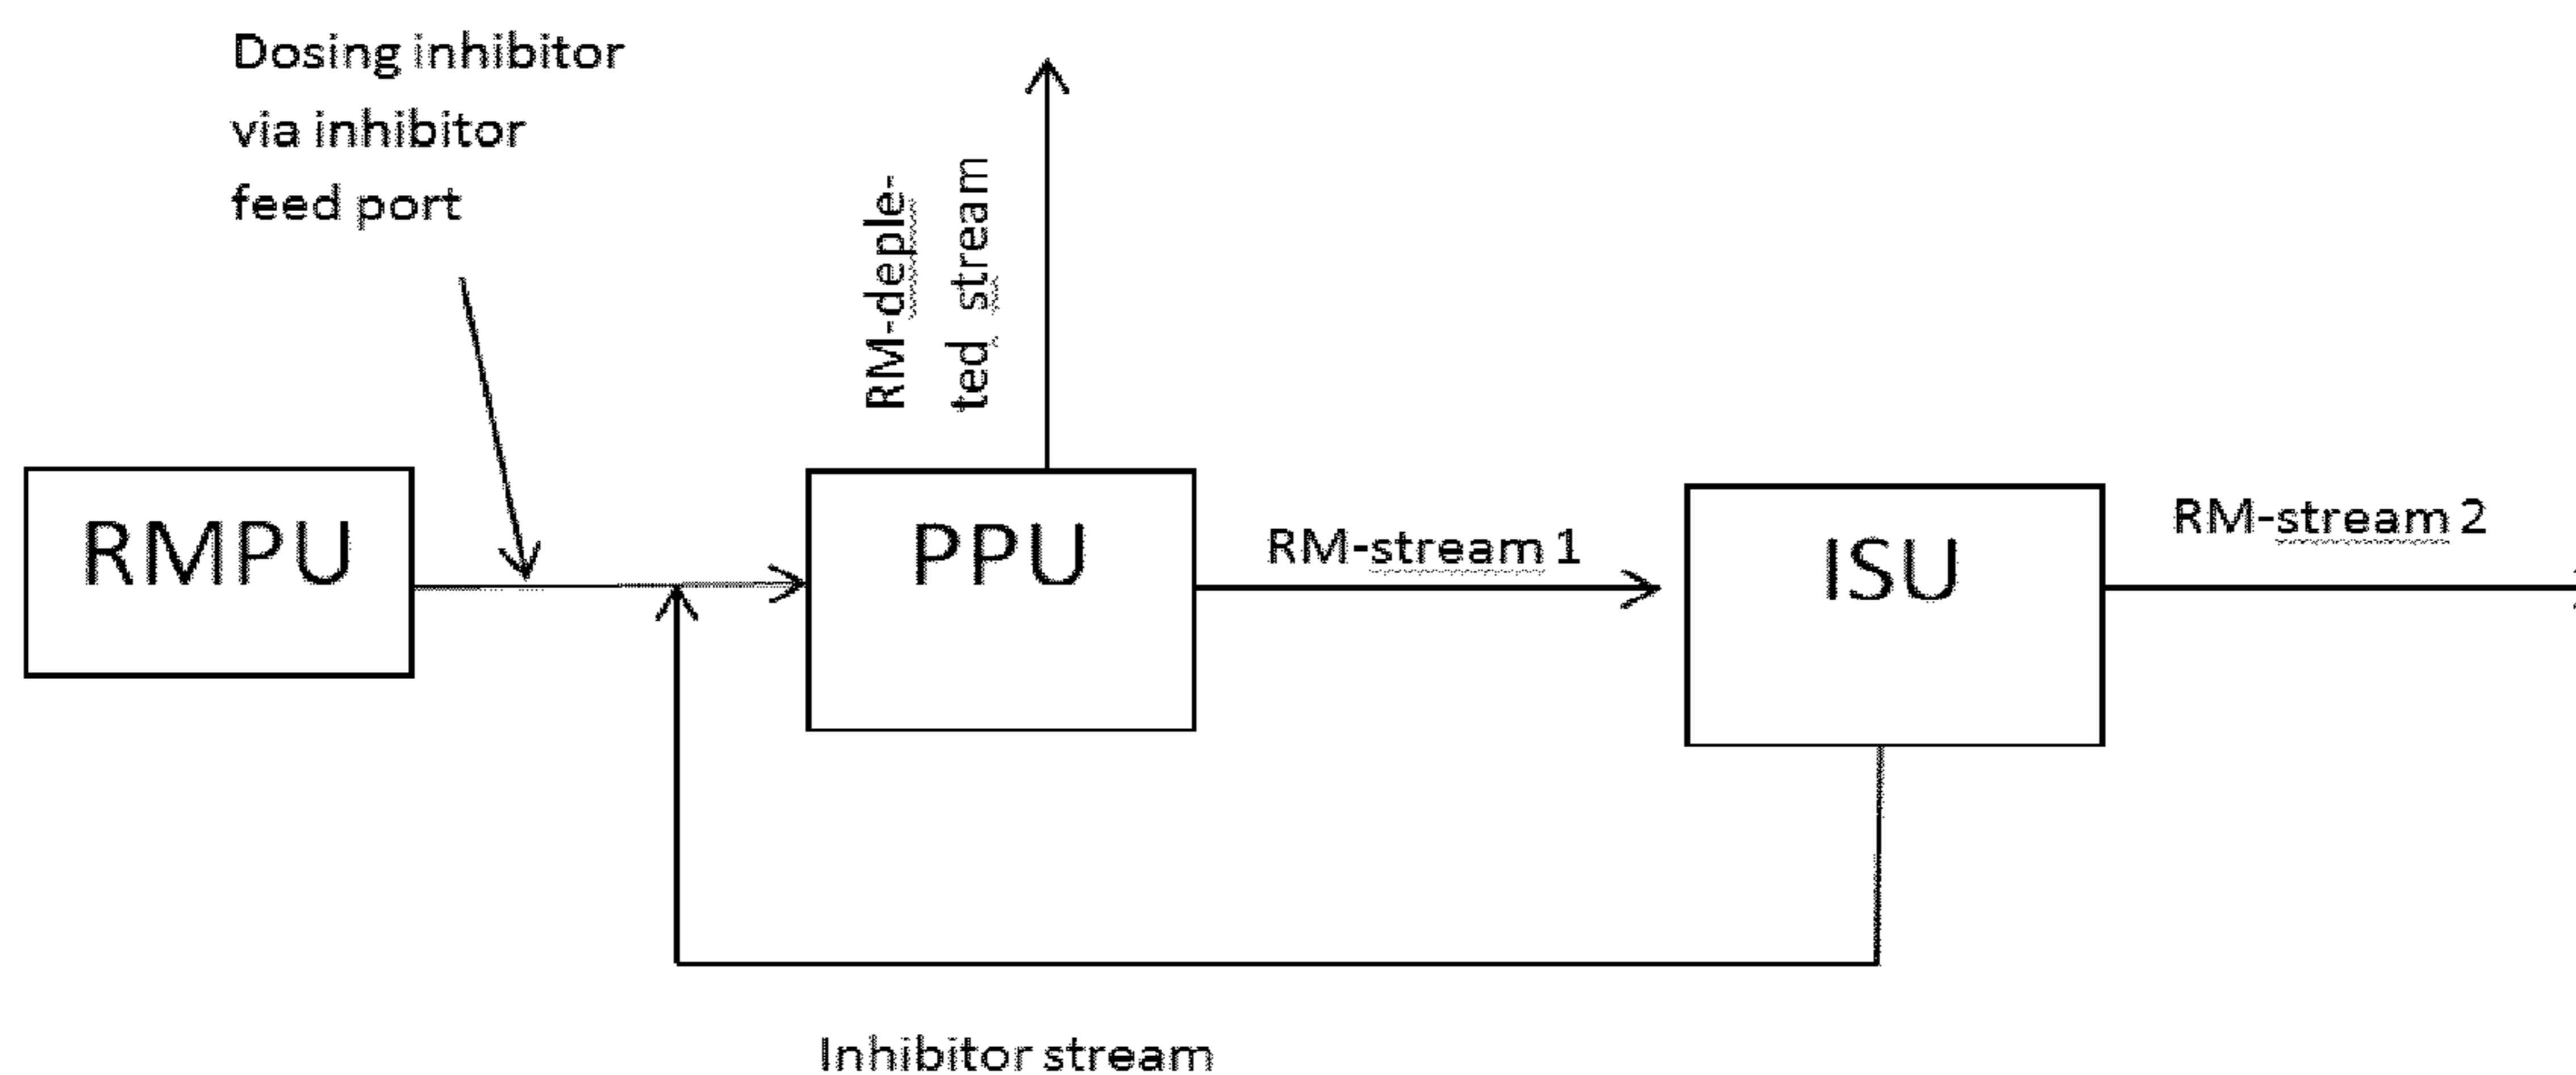 Dosing inhibitor
via inhibitor
feed port
RM-deple-
ted stream
RMPU
PPU
RM-stream 1
ISU
RM-stream 2
Inhibitor stream